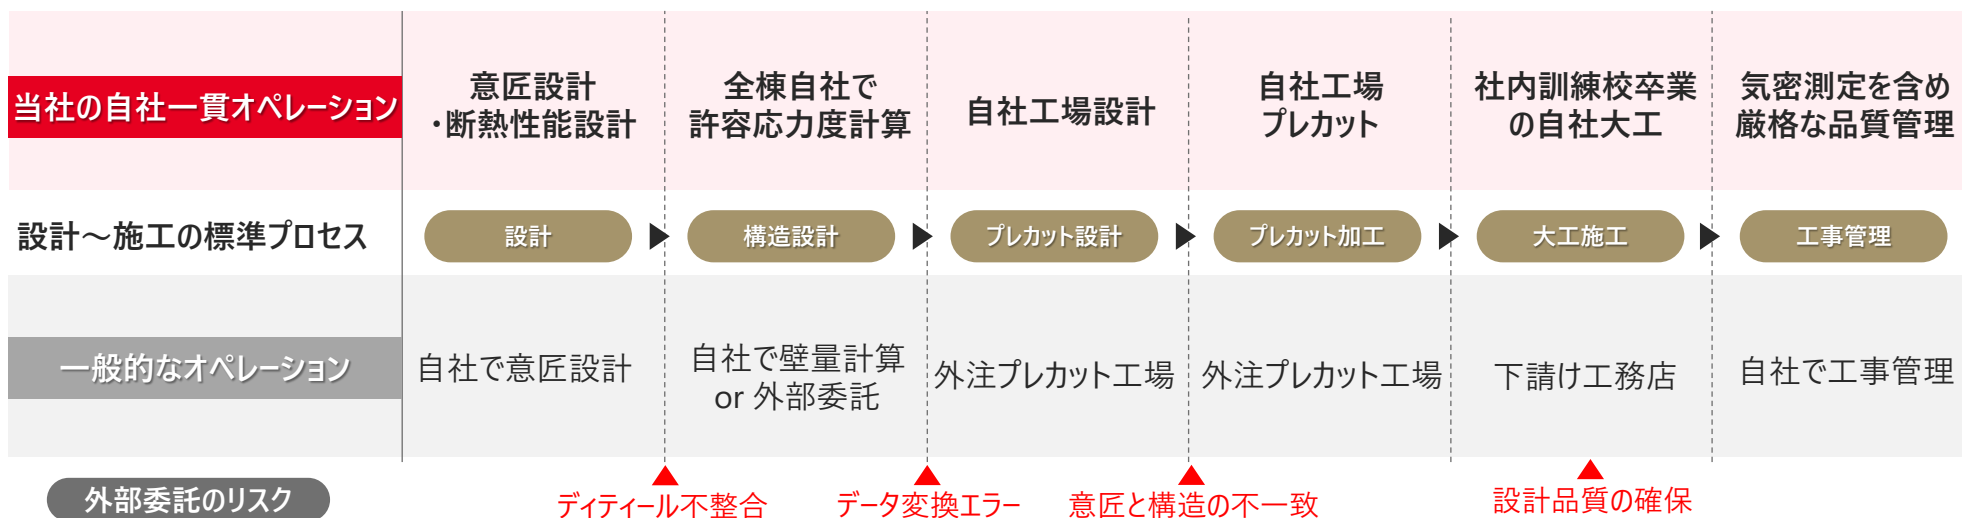 当社の自社一貫オペレーション
意匠設計
・断熱性能設計
全棟自社で
許容応力度計算
自社工場設計
自社工場
プレカット
社内訓練校卒業
の自社大工
気密測定を含め
厳格な品質管理
設計～施工の標準プロセス
設計
構造設計
プレカット設計
プレカット加工
大工施工
工事管理
一般的なオペレーション
自社で意匠設計
自社で壁量計算
or 外部委託
外注プレカット工場
外注プレカット工場
下請け工務店
自社で工事管理
外部委託のリスク
ディティール不整合
データ変換エラー
意匠と構造の不一致
設計品質の確保